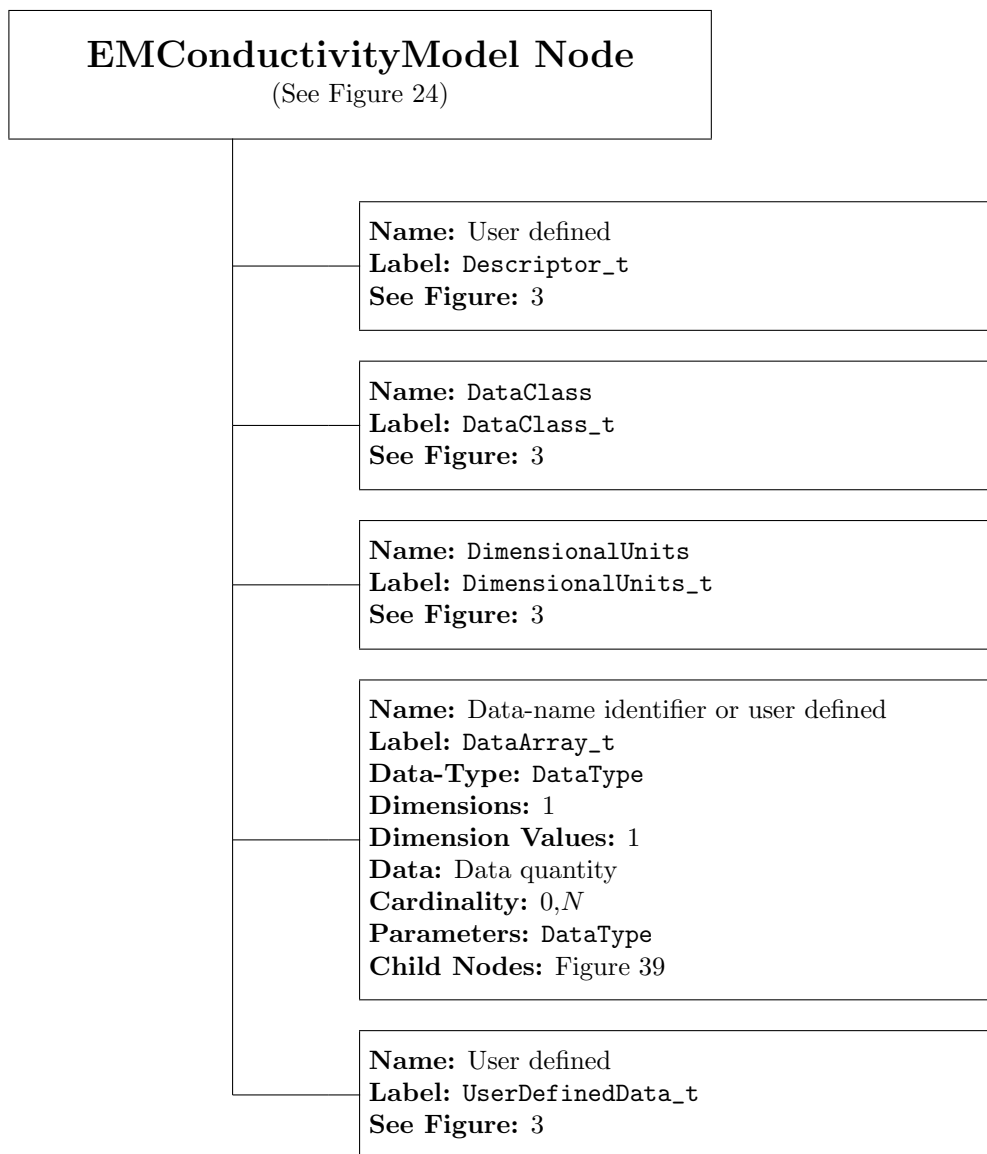 EMConductivityModel Node
(See Figure 24)
Name: User defined
Label: Descriptor_t
See Figure: 3
Name: DataClass
Label: DataClass_t
See Figure: 3
Name: DimensionalUnits
Label: DimensionalUnits_t
See Figure: 3
Name: Data-name identifier or user defined
Label: DataArray_t
Data-Type: DataType
Dimensions: 1
Dimension Values: 1
Data: Data quantity
Cardinality: 0,N
Parameters: DataType
Child Nodes: Figure 39
Name: User defined
Label: UserDefinedData_t
See Figure: 3